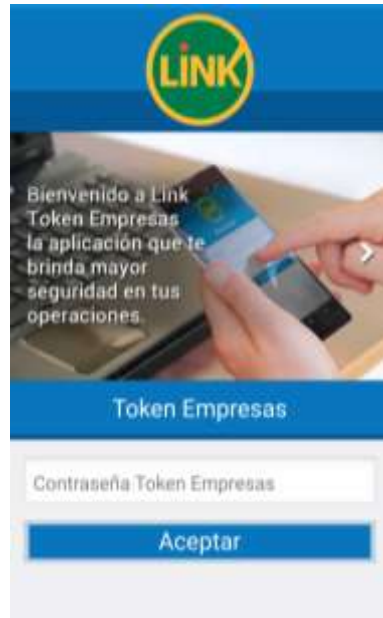 LINK
Bienvenido a Link
Token Empresas
la aplicación que te
brinda mayor
seguridad en tus
operaciones.
Token Empresas
Contraseña Token Empresas
Aceptar